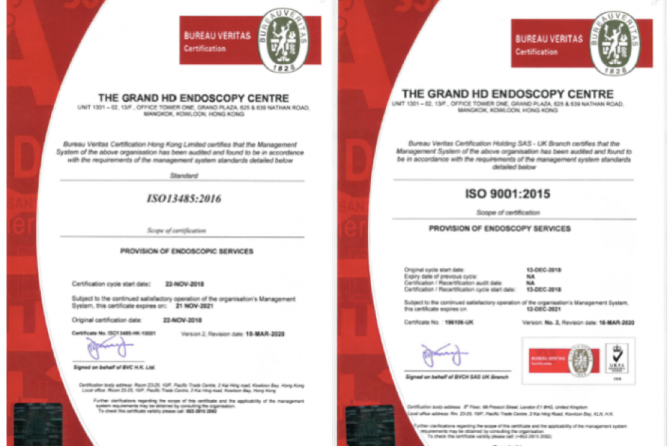 BUREAU VERITAS
Certification
BUREAU VERITAS
1828
THE GRAND HD ENDOSCOPY CENTRE
UNIT 1301 – 02, 13/F., OFFICE TOWER ONE, GRAND PLAZA, 625 & 639 NATHAN ROAD,
MANGKOK, KOWLOON, HONG KONG
Bureau Veritas Certification Hong Kong Limited certifies that the Management
System of the above organisation has been audited and found to be in accordance
with the requirements of the management system standards
detailed below
Standard
ISO13485:2016
Scope of certification
PROVISION OF ENDOSCOPIC SERVICES
Certification cycle start date: 22-NOV-2018
Subject to the continued satisfactory operation of the organisation's Management
System, this certificate expires on: 21 NOV-2021
Original certification date: 22-NOV-2018
Certificate No. ISO13485-HK-10001 Version 2, Revision date: 18-MAR-2020
Signed on behalf of BVC H.K. Ltd.
Certification body address: Room 23-25, 10/F, Pacific Trade Centre, 2 Kai Hing road, Kowloon Bay, Hong Kong
Local office: Room 23-25, 10/F, Pacific Trade Centre, 2 Kai Hing road, Kowloon Bay, Hong Kong
Further clarifications regarding the scope of this certificate and the applicability of the management
system requirements may be obtained by consulting the organisation.
To check this certificate validity please call:
BUREAU VERITAS
Certification
BUREAU VERITAS
1828
THE GRAND HD ENDOSCOPY CENTRE
UNIT 1301 – 02, 13/F., OFFICE TOWER ONE, GRAND PLAZA, 625 & 639 NATHAN ROAD,
MANGKOK, KOWLOON, HONG KONG
Bureau Veritas Certification Holding SAS - UK Branch certifies that the
Management System of the above organisation has been audited and found to
be in accordance with the requirements of the management system standards
detailed below
ISO 9001:2015
Scope of certification
PROVISION OF ENDOSCOPY SERVICES
Original cycle start date: 13-DEC-2018
Expiry date of previous cycle: NA
Certification / Recertification audit date: NA
Certification / Recertification cycle start date: 13-DEC-2018
Subject to the continued satisfactory operation of the organisation's Management System,
this certificate expires on 12-DEC-2021
Certificate No. : 196106-UK Version: No. 2, Revision date: 18-MAR-2020
BUREAU VERITAS
Certification
UKAS
008
Signed on behalf of BVCH SAS UK Branch
Certification body address: 5th Floor, 66 Prescot Street, London E1 8HG, United Kingdom
Local office address: Rm. 23-25, 10/F, Pacific Trade Centre, 2 Kai Hing Road, Kowloon Bay, KLN, H.K.
Further clarifications regarding the scope of this certificate and the applicability of the management
system requirements may be obtained by consulting the organisation.
To check this certificate validity please call